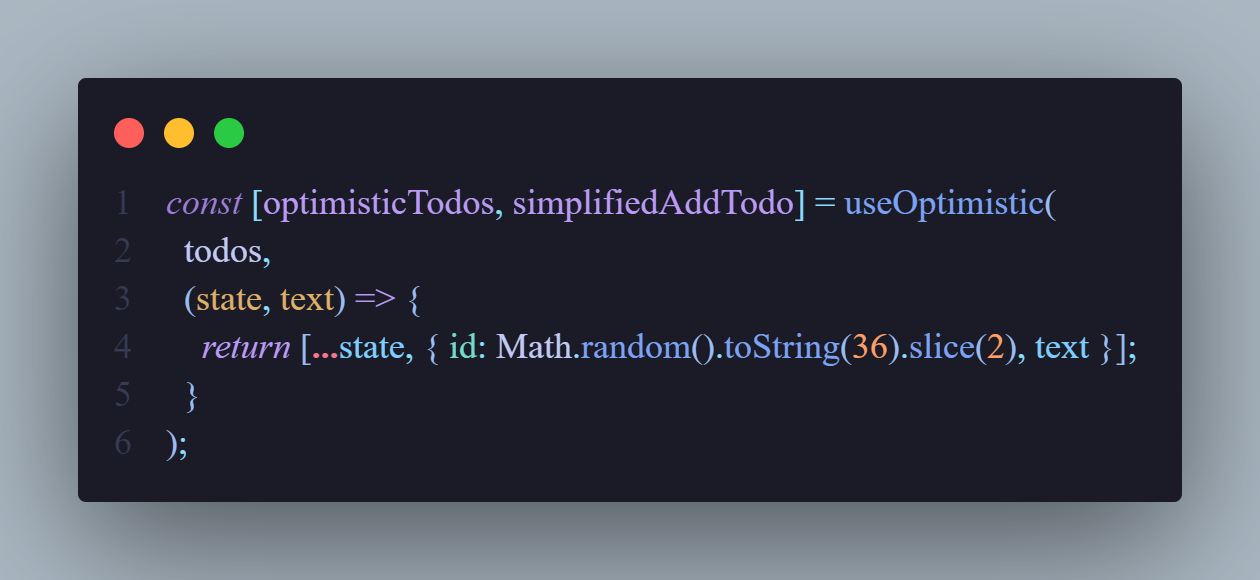 1 const [optimisticTodos, simplifiedAddTodo] = useOptimistic(
2   todos,
3   (state, text) => {
4     return [...state, { id: Math.random().toString(36).slice(2), text }];
5   }
6 );